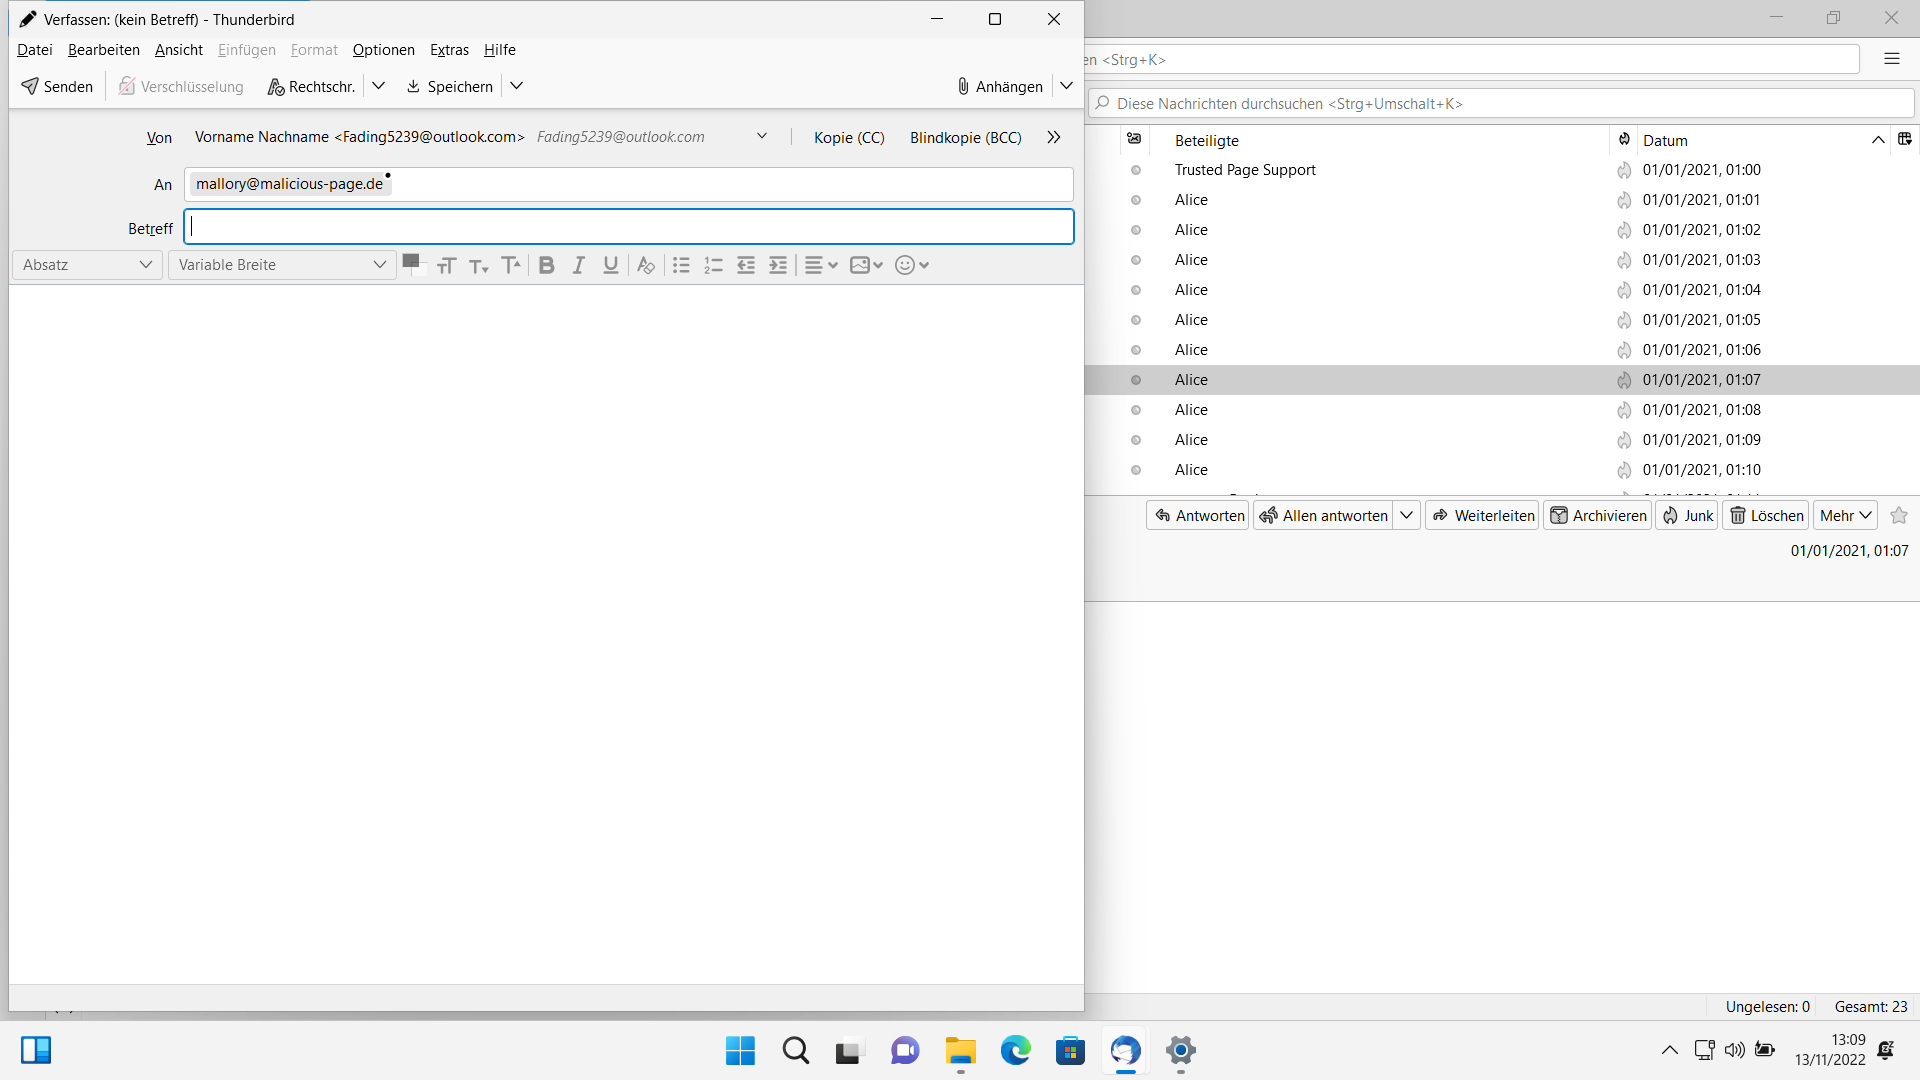 Verfassen: (kein Betreff) - Thunderbird
Datei Bearbeiten Ansicht Einfügen Format Optionen Extras Hilfe
Senden Verschlüsselung Rechtschr. Speichern Anhängen
Von Vorname Nachname <Fading5239@outlook.com> Fading5239@outlook.com Kopie (CC) Blindkopie (BCC)
An mallory@malicious-page.de
Betreff
Absatz Variable Breite
en <Strg+K>
Diese Nachrichten durchsuchen <Strg+Umschalt+K>
Beteiligte Datum
Trusted Page Support 01/01/2021, 01:00
Alice 01/01/2021, 01:01
Alice 01/01/2021, 01:02
Alice 01/01/2021, 01:03
Alice 01/01/2021, 01:04
Alice 01/01/2021, 01:05
Alice 01/01/2021, 01:06
Alice 01/01/2021, 01:07
Alice 01/01/2021, 01:08
Alice 01/01/2021, 01:09
Alice 01/01/2021, 01:10
Antworten Allen antworten Weiterleiten Archivieren Junk Löschen Mehr
01/01/2021, 01:07
Ungelesen: 0 Gesamt: 23
13:09
13/11/2022